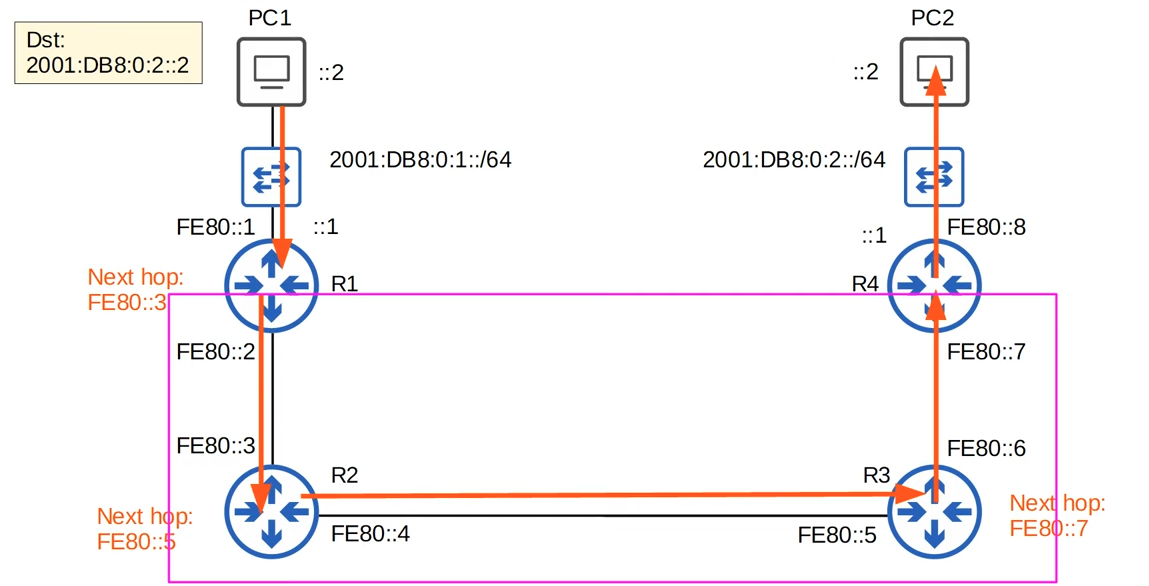 PC1
PC2
Dst:
2001:DB8:0:2::2
::2
::2
2001:DB8:0:1::/64
2001:DB8:0:2::/64
FE80::1
::1
::1
FE80::8
Next hop:
FE80::3
R1
R4
FE80::2
FE80::7
FE80::3
FE80::6
R2
R3
Next hop:
FE80::5
FE80::4
FE80::5
Next hop:
FE80::7